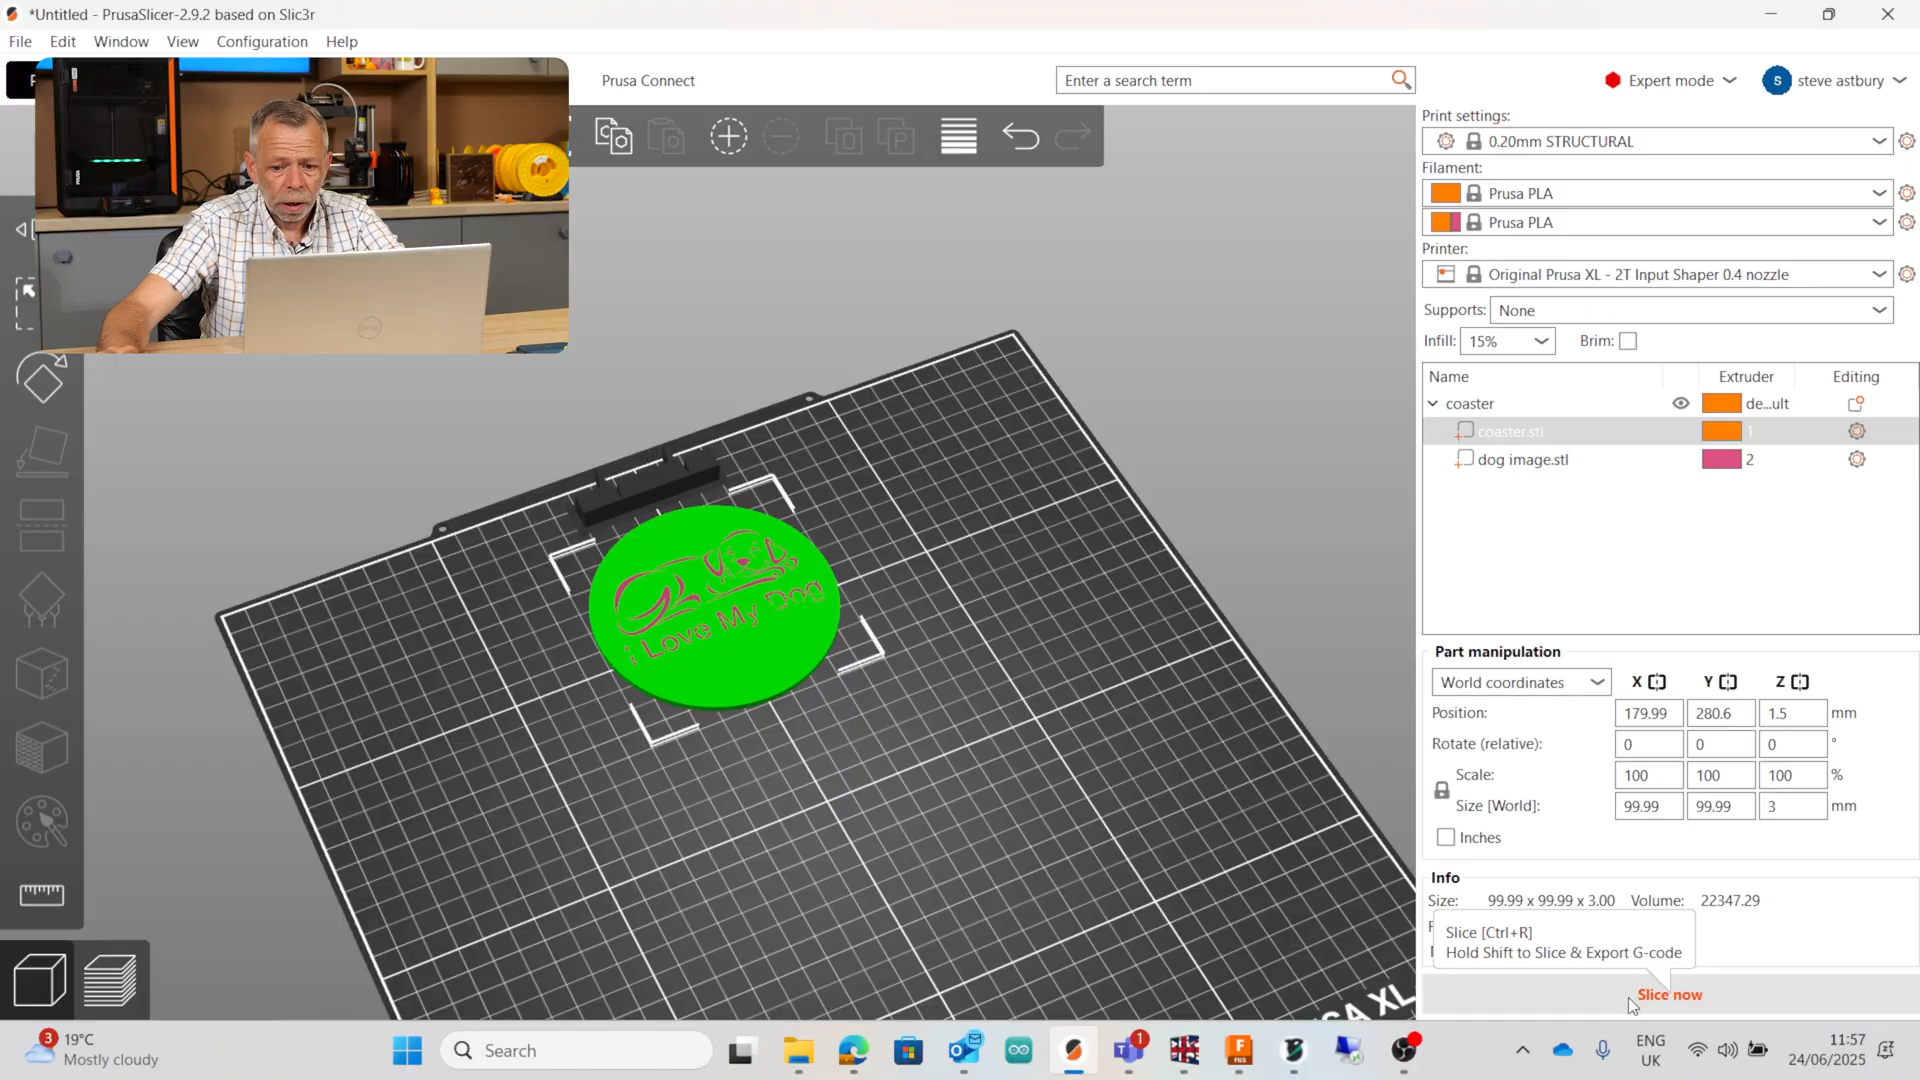 *Untitled - PrusaSlicer-2.9.2 based on Slic3r
File Edit Window View Configuration Help
Prusa Connect
Enter a search term
Expert mode
S steve astbury
Print settings:
0.20mm STRUCTURAL
Filament:
Prusa PLA
Prusa PLA
Printer:
Original Prusa XL - 2T Input Shaper 0.4 nozzle
Supports: None
Infill: 15% Brim:
Name Extruder Editing
coaster de...ult
coaster.stl 1
dog image.stl 2
i Love My Dog
Part manipulation
World coordinates X Y Z
Position: 179.99 280.6 1.5 mm
Rotate (relative): 0 0 0 °
Scale: 100 100 100 %
Size [World]: 99.99 99.99 3 mm
Inches
Info
Size: 99.99 x 99.99 x 3.00 Volume: 22347.29
Slice [Ctrl+R]
Hold Shift to Slice & Export G-code
Slice now
3 19°C
Mostly cloudy
Search
1
ENG
UK
11:57
24/06/2025